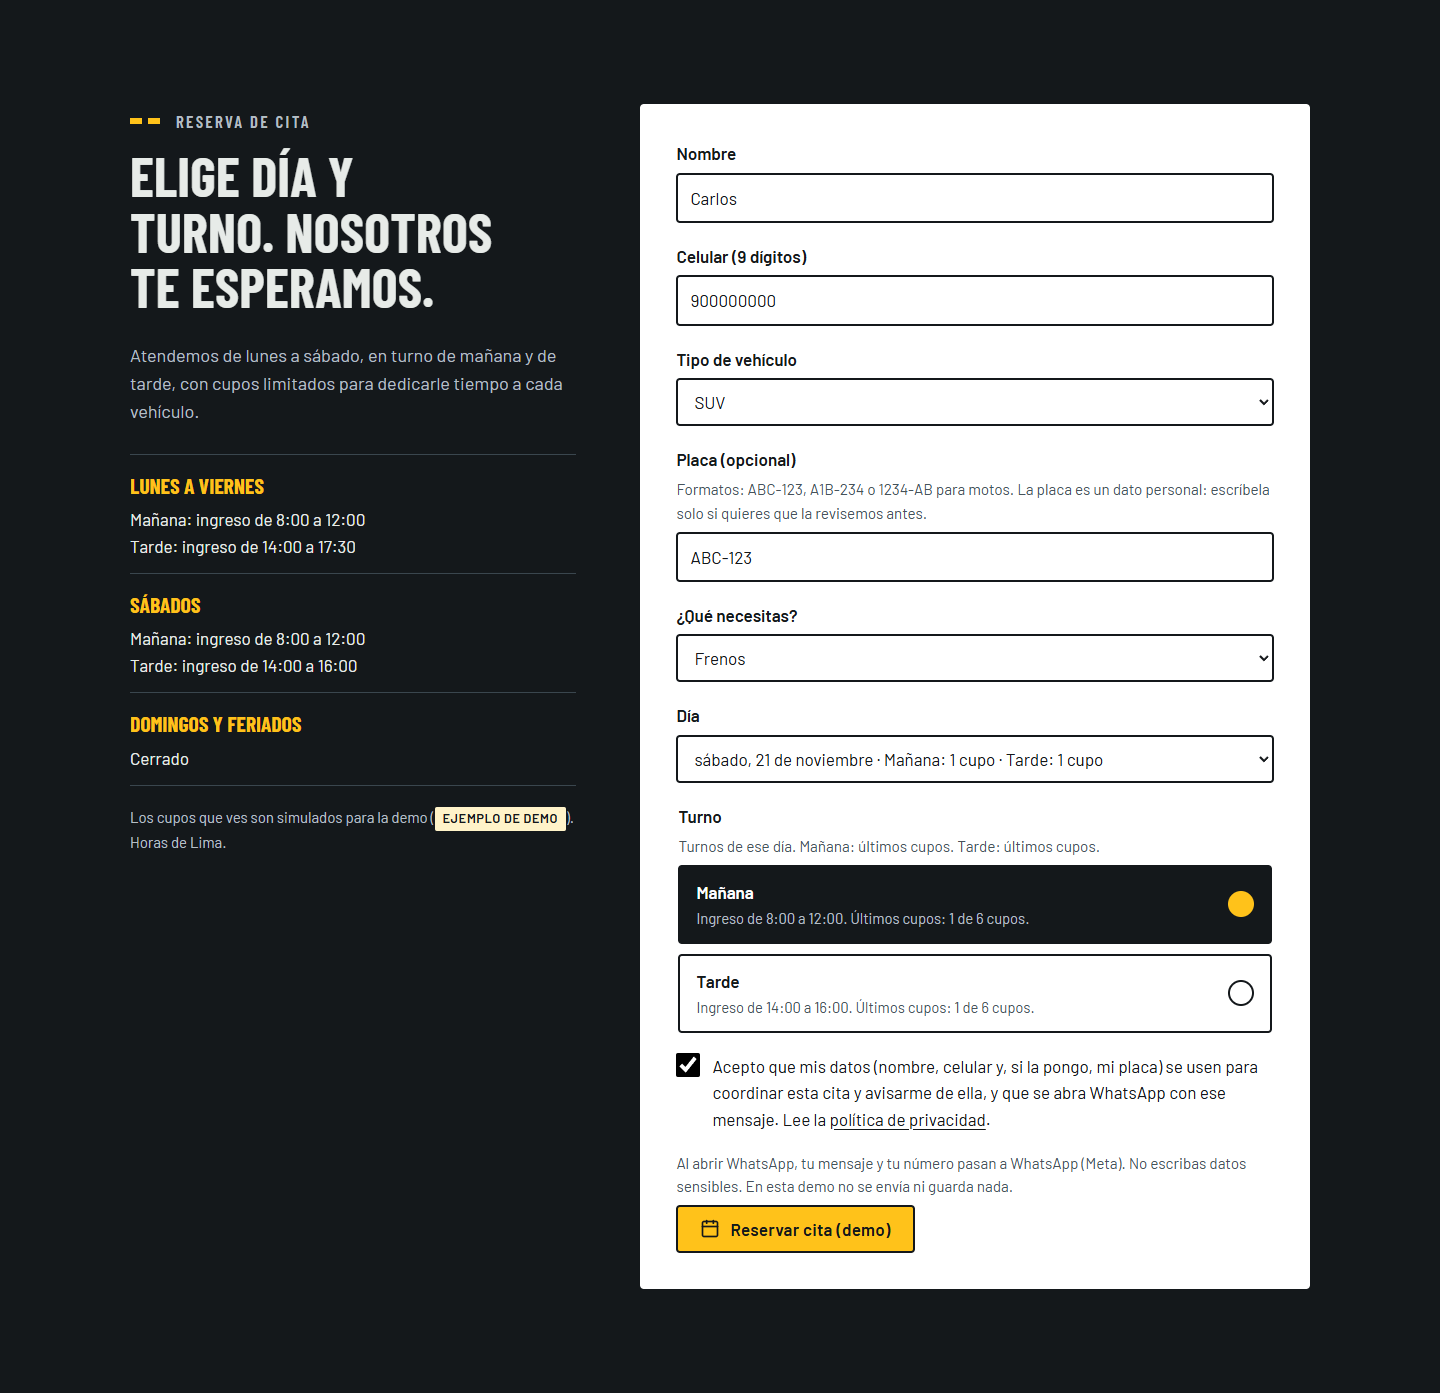 RESERVA DE CITA
ELIGE DÍA Y
TURNO. NOSOTROS
TE ESPERAMOS.
Atendemos de lunes a sábado, en turno de mañana y de
tarde, con cupos limitados para dedicarle tiempo a cada
vehículo.
LUNES A VIERNES
Mañana: ingreso de 8:00 a 12:00
Tarde: ingreso de 14:00 a 17:30
SÁBADOS
Mañana: ingreso de 8:00 a 12:00
Tarde: ingreso de 14:00 a 16:00
DOMINGOS Y FERIADOS
Cerrado
Los cupos que ves son simulados para la demo ( EJEMPLO DE DEMO ).
Horas de Lima.
Nombre
Carlos
Celular (9 dígitos)
900000000
Tipo de vehículo
SUV
Placa (opcional)
Formatos: ABC-123, A1B-234 o 1234-AB para motos. La placa es un dato personal: escríbela
solo si quieres que la revisemos antes.
ABC-123
¿Qué necesitas?
Frenos
Día
sábado, 21 de noviembre · Mañana: 1 cupo · Tarde: 1 cupo
Turno
Turnos de ese día. Mañana: últimos cupos. Tarde: últimos cupos.
Mañana
Ingreso de 8:00 a 12:00. Últimos cupos: 1 de 6 cupos.
Tarde
Ingreso de 14:00 a 16:00. Últimos cupos: 1 de 6 cupos.
Acepto que mis datos (nombre, celular y, si la pongo, mi placa) se usen para
coordinar esta cita y avisarme de ella, y que se abra WhatsApp con ese
mensaje. Lee la política de privacidad.
Al abrir WhatsApp, tu mensaje y tu número pasan a WhatsApp (Meta). No escribas datos
sensibles. En esta demo no se envía ni guarda nada.
Reservar cita (demo)